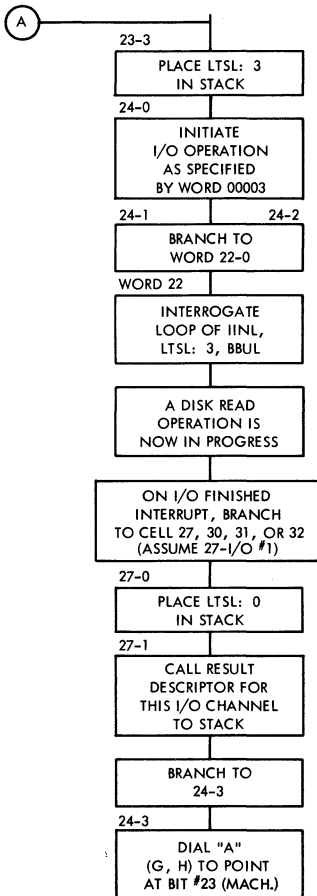 A
23-3
PLACE LTSL: 3
IN STACK
24-0
INITIATE
I/O OPERATION
AS SPECIFIED
BY WORD 00003
24-1 24-2
BRANCH TO
WORD 22-0
WORD 22
INTERROGATE
LOOP OF IINL,
LTSL: 3, BBUL
A DISK READ
OPERATION IS
NOW IN PROGRESS
ON I/O FINISHED
INTERRUPT, BRANCH
TO CELL 27, 30, 31, OR 32
(ASSUME 27-I/O #1)
27-0
PLACE LTSL: 0
IN STACK
27-1
CALL RESULT
DESCRIPTOR FOR
THIS I/O CHANNEL
TO STACK
BRANCH TO
24-3
24-3
DIAL "A"
(G, H) TO POINT
AT BIT #23 (MACH.)